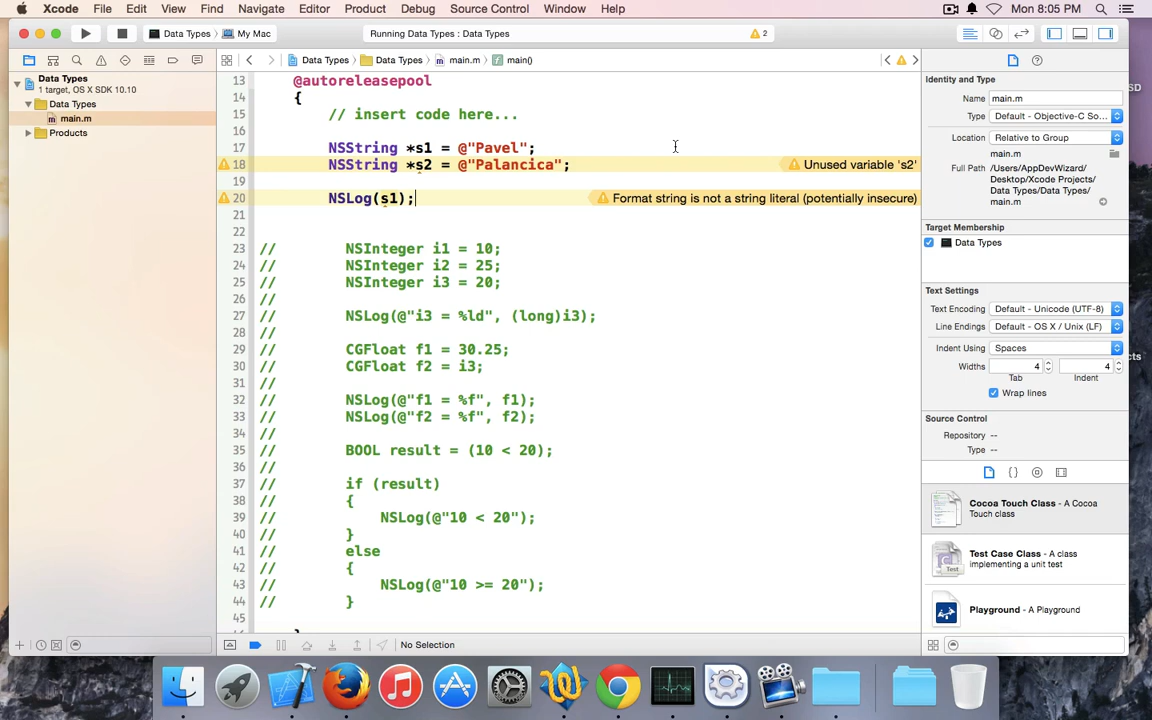 Xcode File Edit View Find Navigate Editor Product Debug Source Control Window Help Mon 8:05 PM
Data Types My Mac Running Data Types : Data Types 2
Data Types Data Types main.m main()
Data Types
1 target, OS X SDK 10.10
Data Types
main.m
Products
13 @autoreleasepool
14 {
15 // insert code here...
16
17 NSString *s1 = @"Pavel";
18 NSString *s2 = @"Palancica"; Unused variable 's2'
19
20 NSLog(s1); Format string is not a string literal (potentially insecure)
21
22
23 // NSInteger i1 = 10;
24 // NSInteger i2 = 25;
25 // NSInteger i3 = 20;
26 //
27 // NSLog(@"i3 = %ld", (long)i3);
28 //
29 // CGFloat f1 = 30.25;
30 // CGFloat f2 = i3;
31 //
32 // NSLog(@"f1 = %f", f1);
33 // NSLog(@"f2 = %f", f2);
34 //
35 // BOOL result = (10 < 20);
36 //
37 // if (result)
38 // {
39 // NSLog(@"10 < 20");
40 // }
41 // else
42 // {
43 // NSLog(@"10 >= 20");
44 // }
45
No Selection
Identity and Type
Name main.m
Type Default - Objective-C So...
Location Relative to Group
main.m
Full Path /Users/AppDevWizard/
Desktop/Xcode Projects/
Data Types/Data Types/
main.m
Target Membership
Data Types
Text Settings
Text Encoding Default - Unicode (UTF-8)
Line Endings Default - OS X / Unix (LF)
Indent Using Spaces
Widths 4 4
Tab Indent
Wrap lines
Source Control
Repository --
Type --
{ }
Cocoa Touch Class - A Cocoa
Touch class
Test Case Class - A class
implementing a unit test
Test
Playground - A Playground
SD
cts